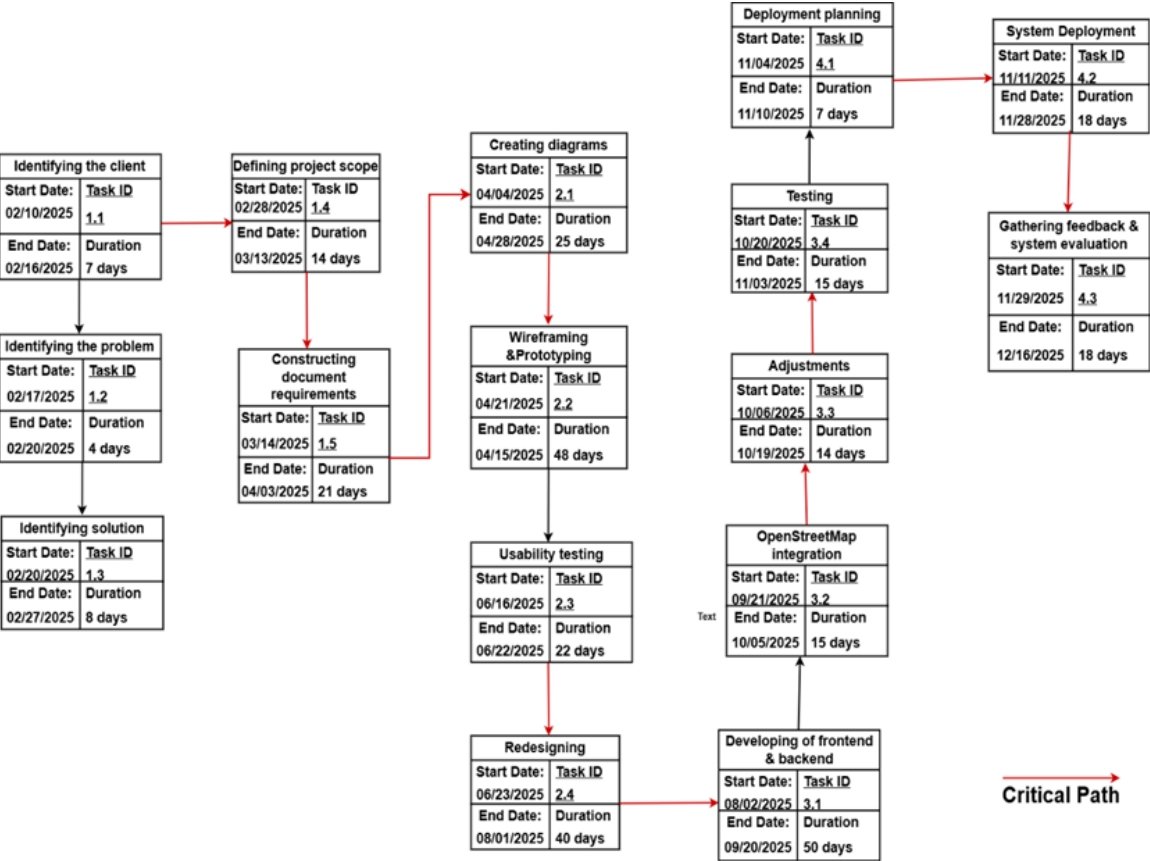 Identifying the client
Start Date: Task ID
02/10/2025 1.1
End Date: Duration
02/16/2025 7 days
Identifying the problem
Start Date: Task ID
02/17/2025 1.2
End Date: Duration
02/20/2025 4 days
Identifying solution
Start Date: Task ID
02/20/2025 1.3
End Date: Duration
02/27/2025 8 days
Defining project scope
Start Date: Task ID
02/28/2025 1.4
End Date: Duration
03/13/2025 14 days
Constructing
document
requirements
Start Date: Task ID
03/14/2025 1.5
End Date: Duration
04/03/2025 21 days
Creating diagrams
Start Date: Task ID
04/04/2025 2.1
End Date: Duration
04/28/2025 25 days
Wireframing
&Prototyping
Start Date: Task ID
04/21/2025 2.2
End Date: Duration
04/15/2025 48 days
Usability testing
Start Date: Task ID
06/16/2025 2.3
End Date: Duration
06/22/2025 22 days
Redesigning
Start Date: Task ID
06/23/2025 2.4
End Date: Duration
08/01/2025 40 days
Developing of frontend
& backend
Start Date: Task ID
08/02/2025 3.1
End Date: Duration
09/20/2025 50 days
OpenStreetMap
integration
Start Date: Task ID
09/21/2025 3.2
Text
End Date: Duration
10/05/2025 15 days
Adjustments
Start Date: Task ID
10/06/2025 3.3
End Date: Duration
10/19/2025 14 days
Testing
Start Date: Task ID
10/20/2025 3.4
End Date: Duration
11/03/2025 15 days
Deployment planning
Start Date: Task ID
11/04/2025 4.1
End Date: Duration
11/10/2025 7 days
System Deployment
Start Date: Task ID
11/11/2025 4.2
End Date: Duration
11/28/2025 18 days
Gathering feedback &
system evaluation
Start Date: Task ID
11/29/2025 4.3
End Date: Duration
12/16/2025 18 days
Critical Path